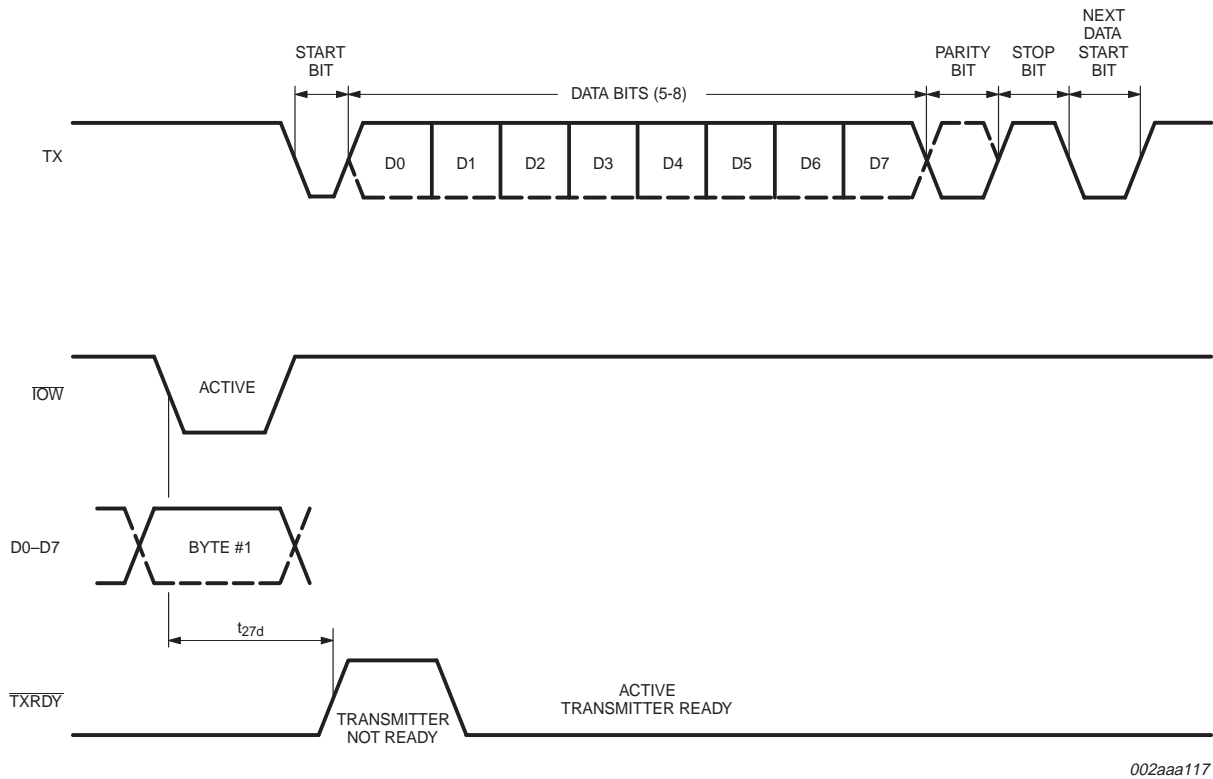 START
BIT
DATA BITS (5-8)
PARITY
BIT
STOP
BIT
NEXT
DATA
START
BIT
TX
D0 D1 D2 D3 D4 D5 D6 D7
IOW
ACTIVE
D0–D7
BYTE #1
t27d
TXRDY
TRANSMITTER
NOT READY
ACTIVE
TRANSMITTER READY
002aaa117